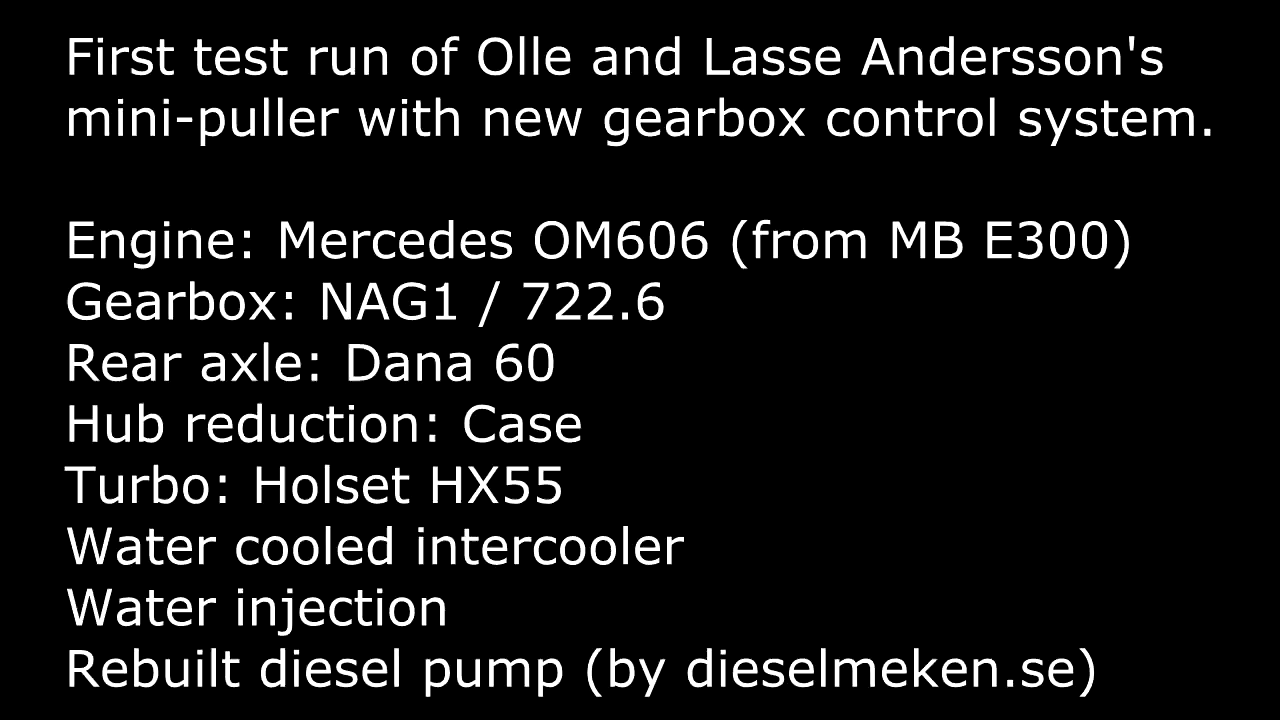 First test run of Olle and Lasse Andersson's
mini-puller with new gearbox control system.
Engine: Mercedes OM606 (from MB E300)
Gearbox: NAG1 / 722.6
Rear axle: Dana 60
Hub reduction: Case
Turbo: Holset HX55
Water cooled intercooler
Water injection
Rebuilt diesel pump (by dieselmeken.se)